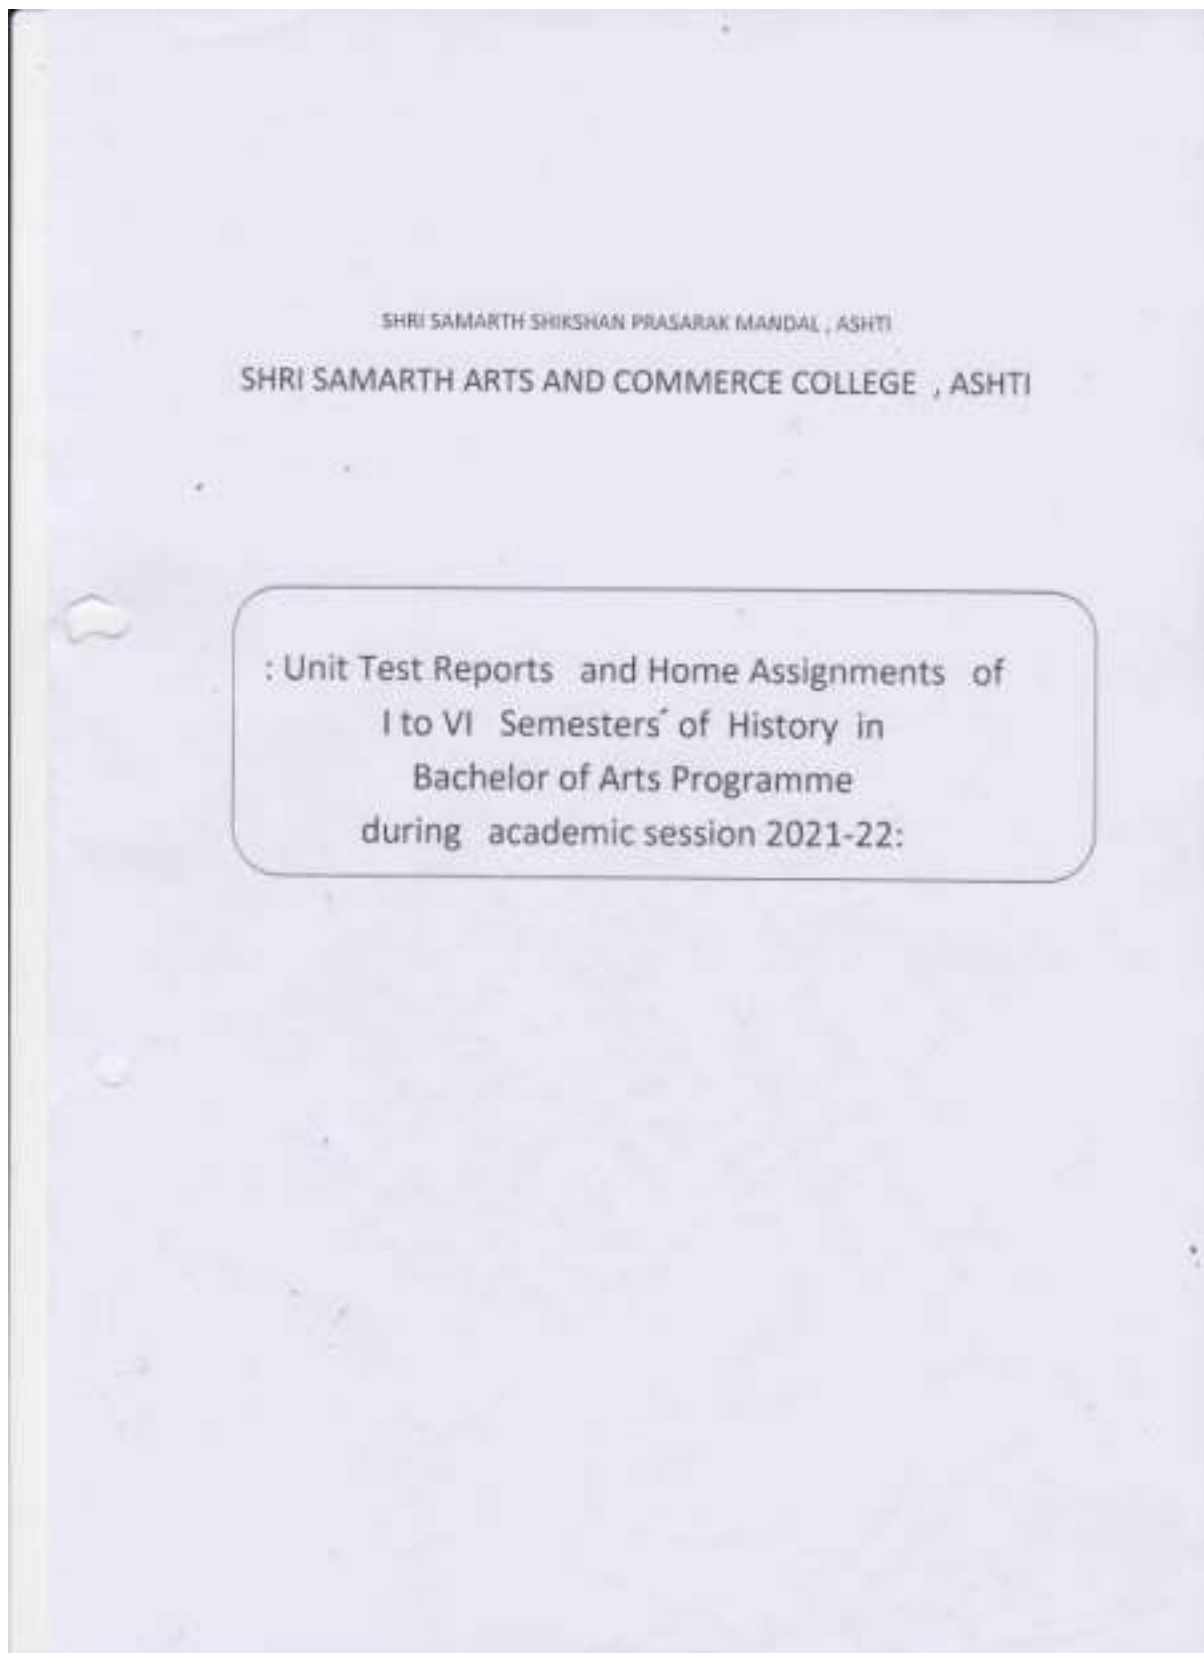 SHRI SAMARTH SHIKSHAN PRASARAK MANDAL , ASHTI
SHRI SAMARTH ARTS AND COMMERCE COLLEGE , ASHTI
: Unit Test Reports and Home Assignments of
I to VI Semesters' of History in
Bachelor of Arts Programme
during academic session 2021-22: